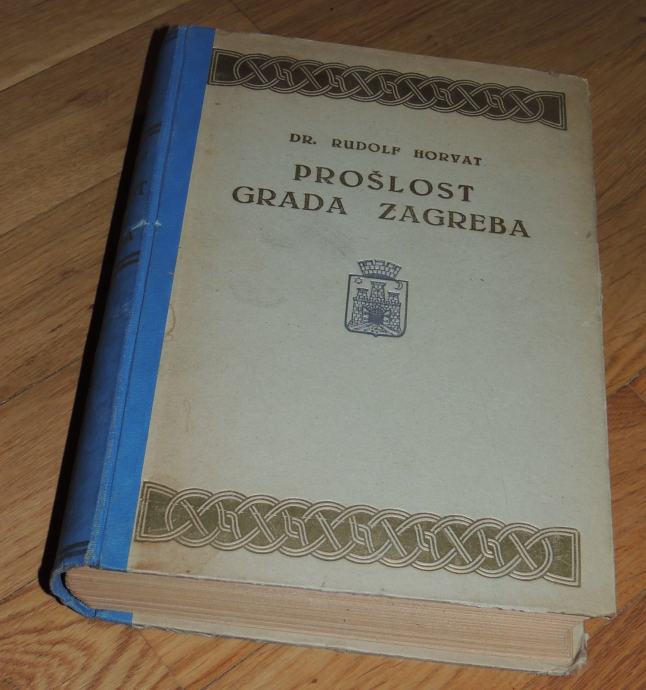 DR. RUDOLF HORVAT
PROŠLOST
GRADA ZAGREBA